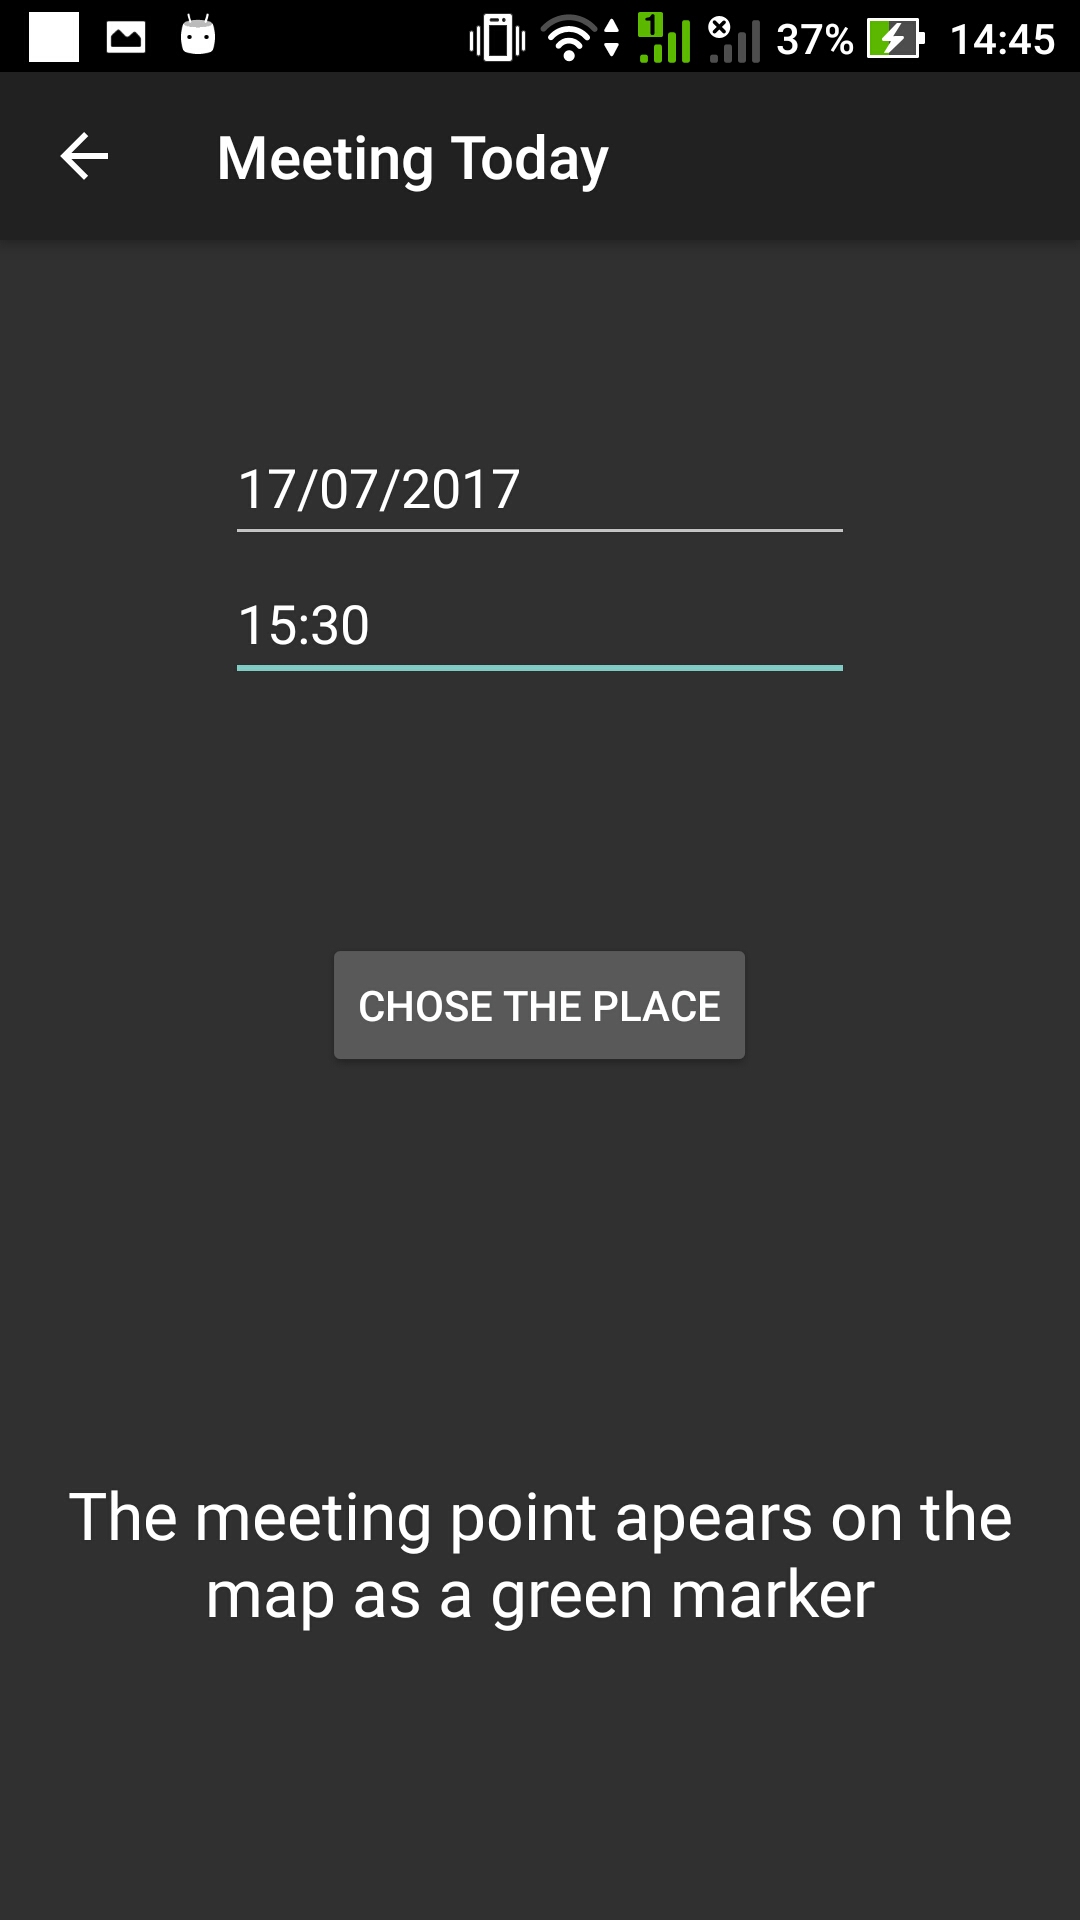 1
37%
14:45
Meeting Today
17/07/2017
15:30
CHOSE THE PLACE
The meeting point apears on the
map as a green marker